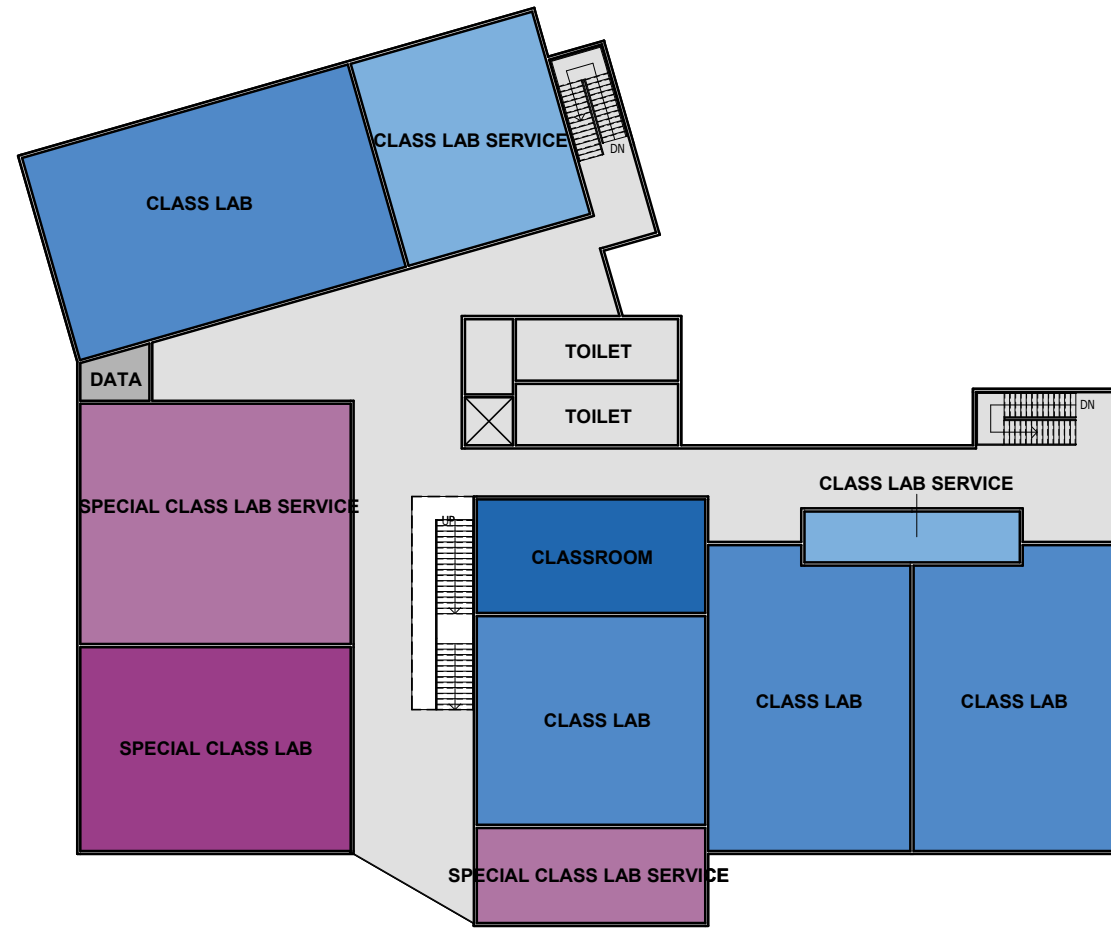 CLASS LAB SERVICE
DN
CLASS LAB
TOILET
DATA
TOILET
DN
CLASS LAB SERVICE
SPECIAL CLASS LAB SERVICE
UP
CLASSROOM
CLASS LAB
CLASS LAB
CLASS LAB
SPECIAL CLASS LAB
SPECIAL CLASS LAB SERVICE